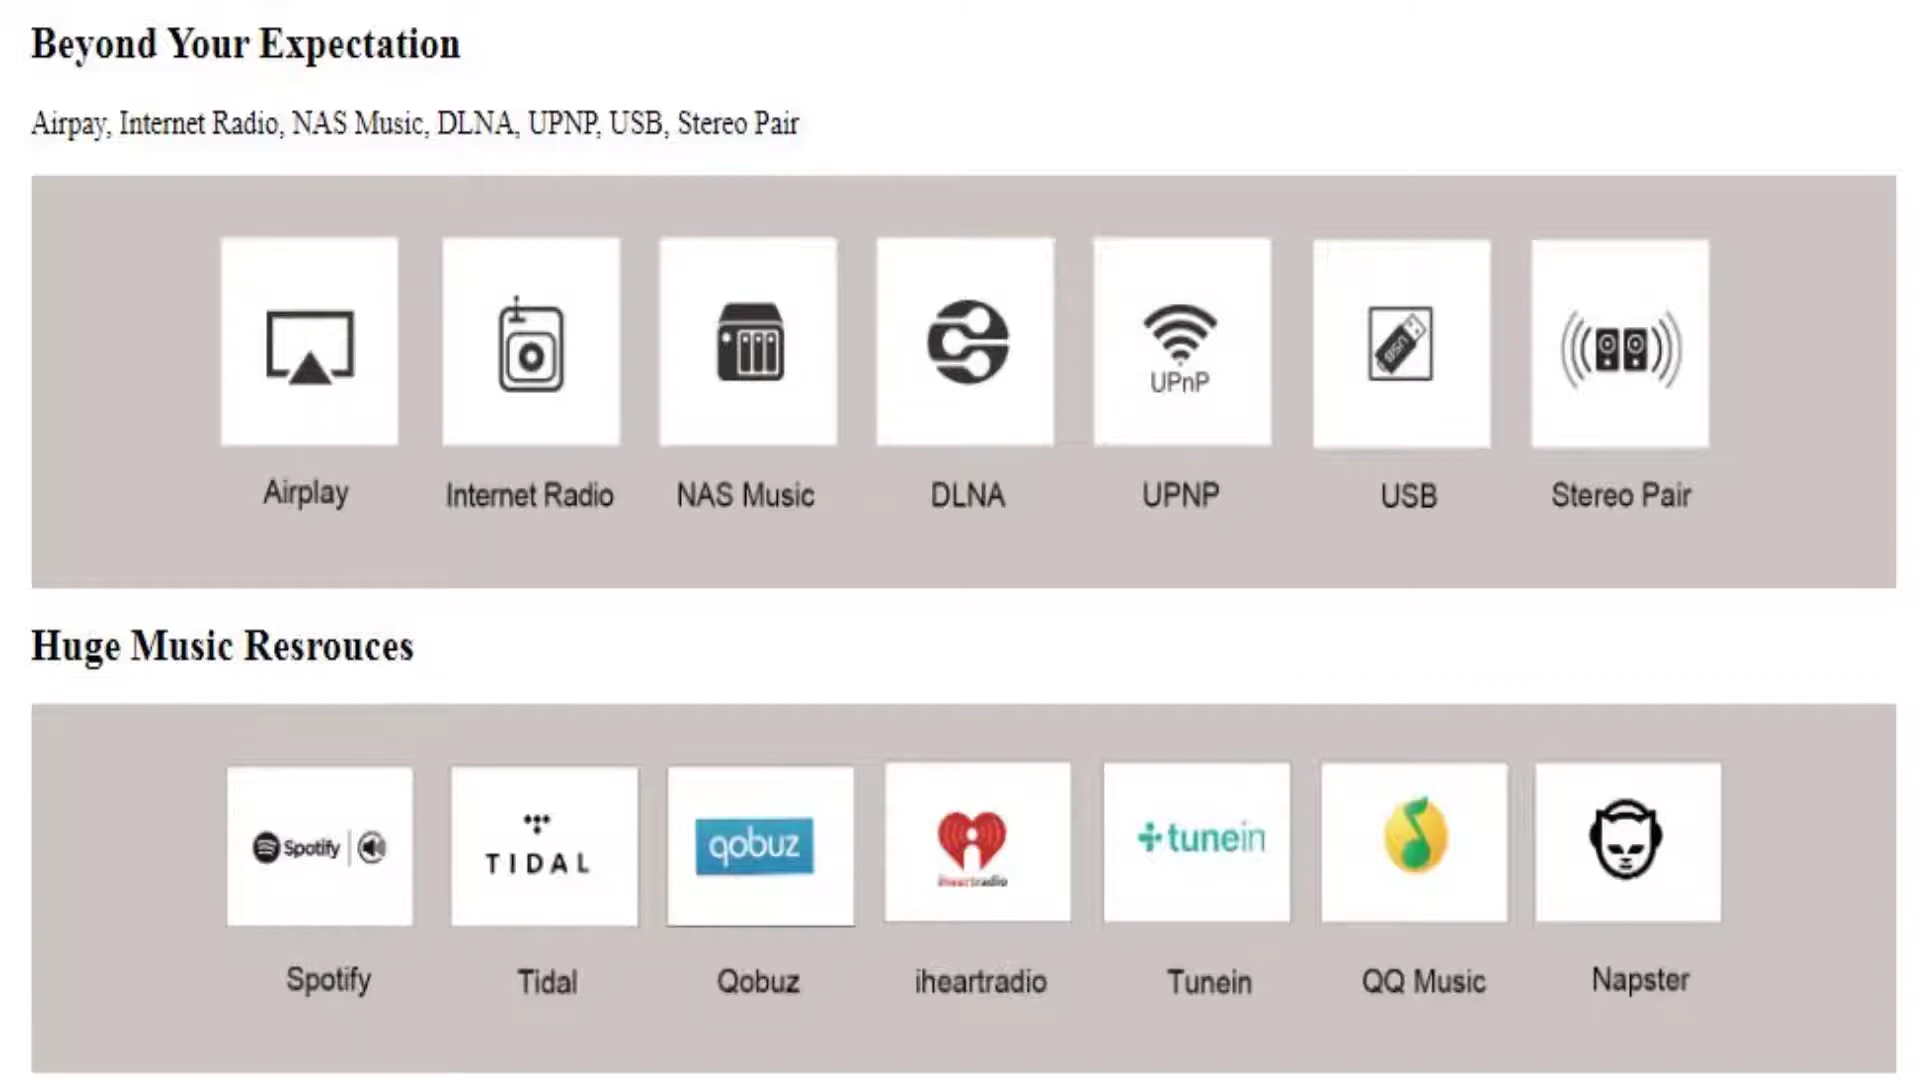 Beyond Your Expectation
Airpay, Internet Radio, NAS Music, DLNA, UPNP, USB, Stereo Pair
UPnP
USB
Airplay Internet Radio NAS Music DLNA UPNP USB Stereo Pair
Huge Music Resrouces
Spotify TIDAL qobuz iheartradio tunein
Spotify Tidal Qobuz iheartradio Tunein QQ Music Napster